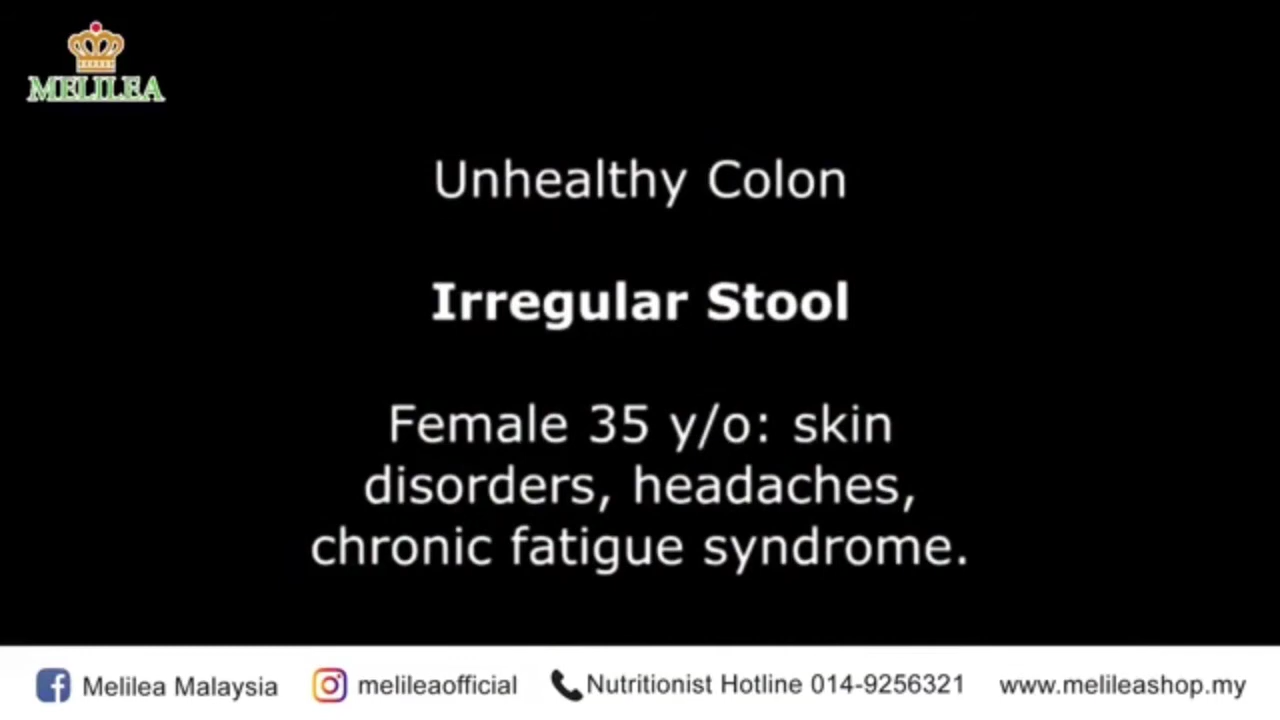 MELILEA
Unhealthy Colon
Irregular Stool
Female 35 y/o: skin
disorders, headaches,
chronic fatigue syndrome.
Melilea Malaysia melileaofficial Nutritionist Hotline 014-9256321 www.melileashop.my